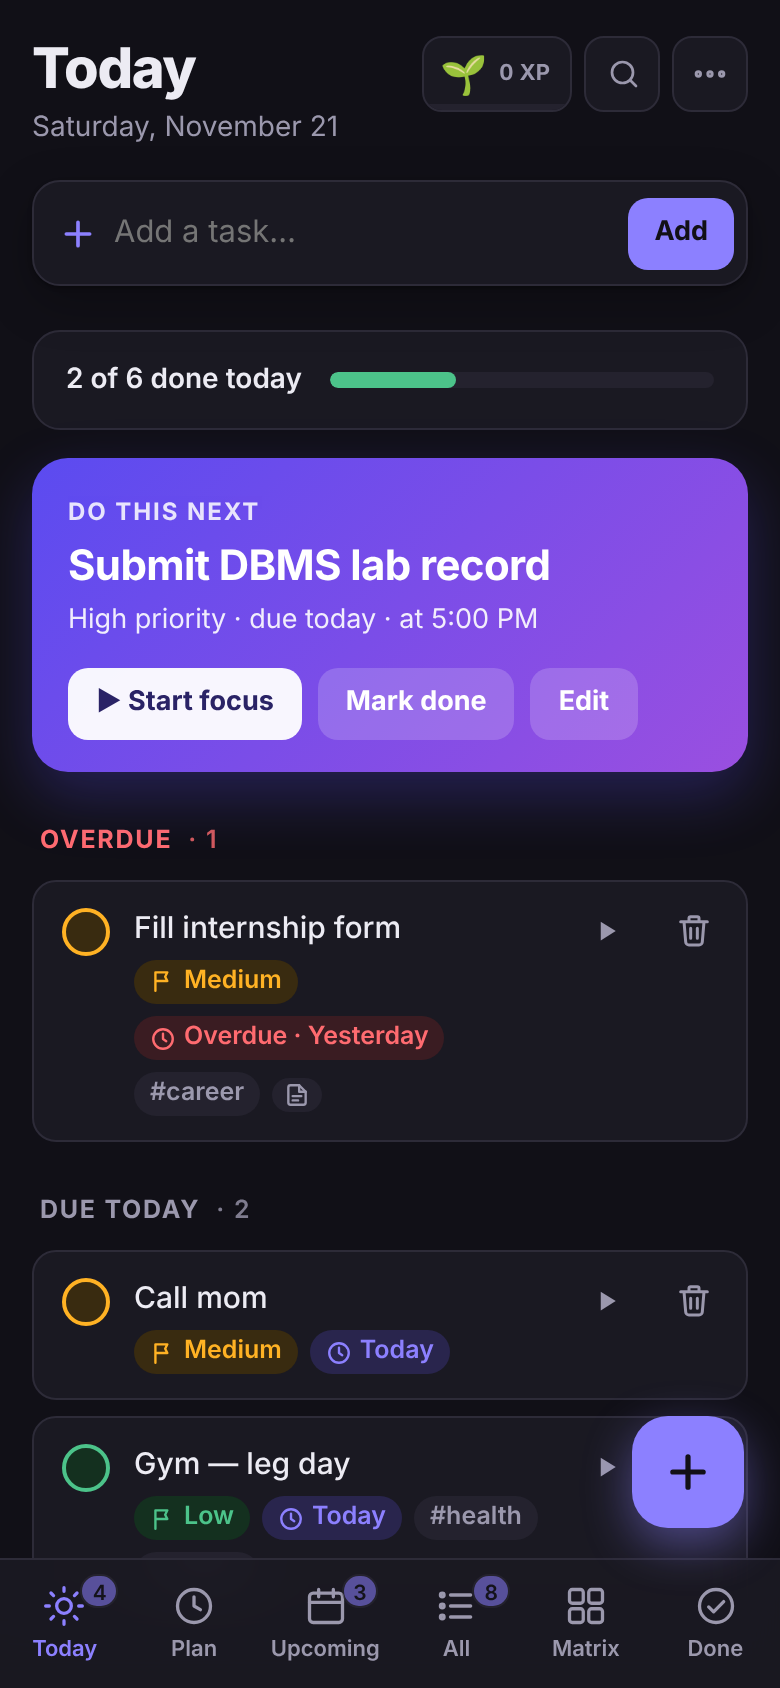 Today
0 XP
Saturday, November 21
Add a task...
Add
2 of 6 done today
DO THIS NEXT
Submit DBMS lab record
High priority · due today · at 5:00 PM
Start focus
Mark done
Edit
OVERDUE · 1
Fill internship form
Medium
Overdue · Yesterday
#career
DUE TODAY · 2
Call mom
Medium
Today
Gym — leg day
Low
Today
#health
4
3
8
Today
Plan
Upcoming
All
Matrix
Done